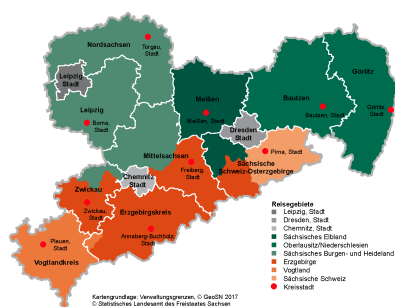 Nordsachsen
Torgau,
Stadt
Leipzig
Stadt
Leipzig
Borna,
Stadt
Meißen
Meißen, Stadt
Bautzen
Bautzen, Stadt
Görlitz
Görlitz,
Stadt
Dresden
Stadt
Pirna, Stadt
Sächsische
Schweiz-Osterzgebirge
Mittelsachsen
Freiberg,
Stadt
Chemnitz
Stadt
Zwickau
Zwickau,
Stadt
Erzgebirgskreis
Annaberg-Buchholz,
Stadt
Plauen,
Stadt
Vogtlandkreis
Reisegebiete
Leipzig, Stadt
Dresden, Stadt
Chemnitz, Stadt
Sächsisches Elbland
Oberlausitz/Niederschlesien
Sächsisches Burgen- und Heideland
Erzgebirge
Vogtland
Sächsische Schweiz
Kreisstadt
Kartengrundlage: Verwaltungsgrenzen, © GeoSN 2017
© Statistisches Landesamt des Freistaates Sachsen